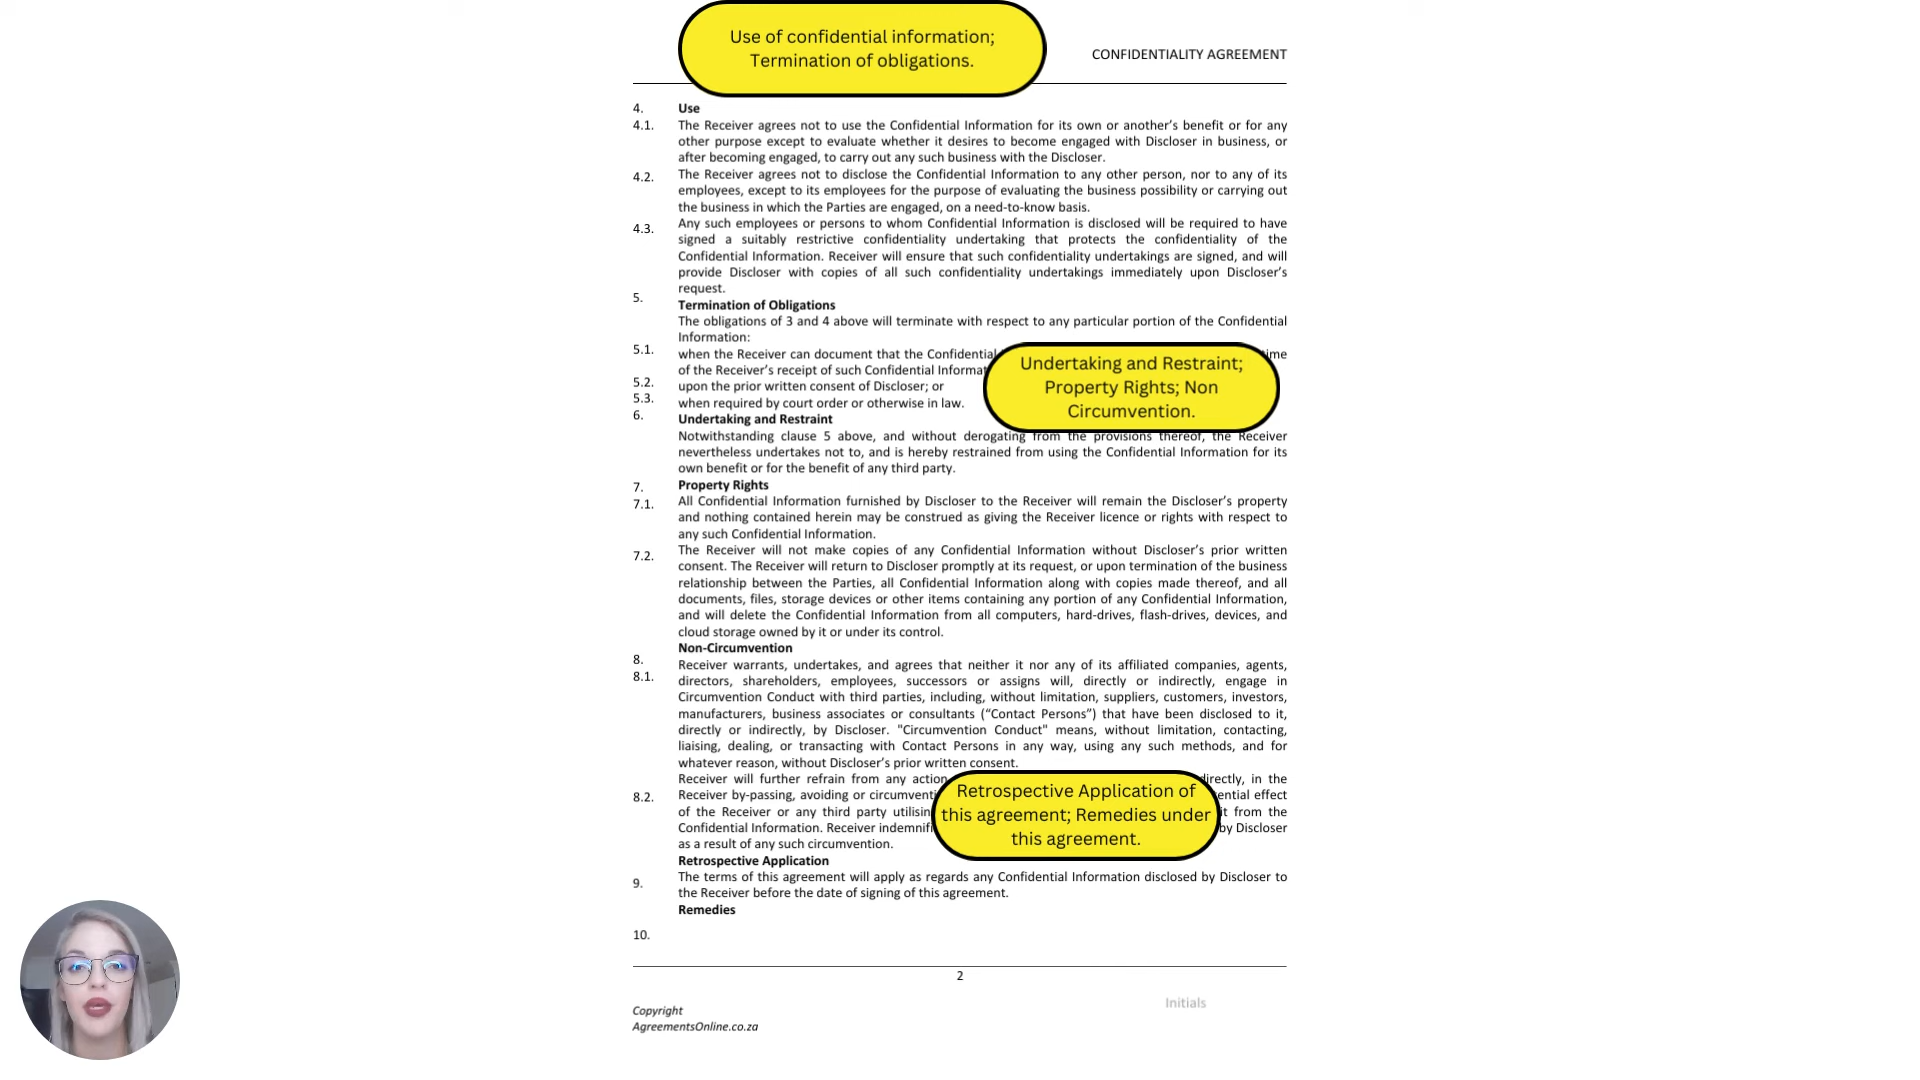 Use of confidential information;
Termination of obligations.
CONFIDENTIALITY AGREEMENT
4. Use
4.1. The Receiver agrees not to use the Confidential Information for its own or another’s benefit or for any
other purpose except to evaluate whether it desires to become engaged with Discloser in business, or
after becoming engaged, to carry out any such business with the Discloser.
4.2. The Receiver agrees not to disclose the Confidential Information to any other person, nor to any of its
employees, except to its employees for the purpose of evaluating the business possibility or carrying out
the business in which the Parties are engaged, on a need-to-know basis.
4.3. Any such employees or persons to whom Confidential Information is disclosed will be required to have
signed a suitably restrictive confidentiality undertaking that protects the confidentiality of the
Confidential Information. Receiver will ensure that such confidentiality undertakings are signed, and will
provide Discloser with copies of all such confidentiality undertakings immediately upon Discloser’s
request.
5. Termination of Obligations
The obligations of 3 and 4 above will terminate with respect to any particular portion of the Confidential
Information:
5.1. when the Receiver can document that the Confidential
of the Receiver’s receipt of such Confidential
5.2. upon the prior written consent of Discloser; or
5.3. when required by court order or otherwise in law.
Undertaking and Restraint;
Property Rights; Non
Circumvention.
6. Undertaking and Restraint
Notwithstanding clause 5 above, and without derogating from the provisions thereof, the Receiver
nevertheless undertakes not to, and is hereby restrained from using the Confidential Information for its
own benefit or for the benefit of any third party.
7. Property Rights
7.1. All Confidential Information furnished by Discloser to the Receiver will remain the Discloser’s property
and nothing contained herein may be construed as giving the Receiver licence or rights with respect to
any such Confidential Information.
7.2. The Receiver will not make copies of any Confidential Information without Discloser’s prior written
consent. The Receiver will return to Discloser promptly at its request, or upon termination of the business
relationship between the Parties, all Confidential Information along with copies made thereof, and all
documents, files, storage devices or other items containing any portion of any Confidential Information,
and will delete the Confidential Information from all computers, hard-drives, flash-drives, devices, and
cloud storage owned by it or under its control.
8. Non-Circumvention
8.1. Receiver warrants, undertakes, and agrees that neither it nor any of its affiliated companies, agents,
directors, shareholders, employees, successors or assigns will, directly or indirectly, engage in
Circumvention Conduct with third parties, including, without limitation, suppliers, customers, investors,
manufacturers, business associates or consultants (“Contact Persons”) that have been disclosed to it,
directly or indirectly, by Discloser. "Circumvention Conduct" means, without limitation, contacting,
liaising, dealing, or transacting with Contact Persons in any way, using any such methods, and for
whatever reason, without Discloser’s prior written consent.
8.2. Receiver will further refrain from any action in the
Receiver by-passing, avoiding or effect
of the Receiver or any third party it from the
Confidential Information. Receiver by Discloser
as a result of any such circumvention.
Retrospective Application of
this agreement; Remedies under
this agreement.
9. Retrospective Application
The terms of this agreement will apply as regards any Confidential Information disclosed by Discloser to
the Receiver before the date of signing of this agreement.
10. Remedies
2
Initials
Copyright
AgreementsOnline.co.za